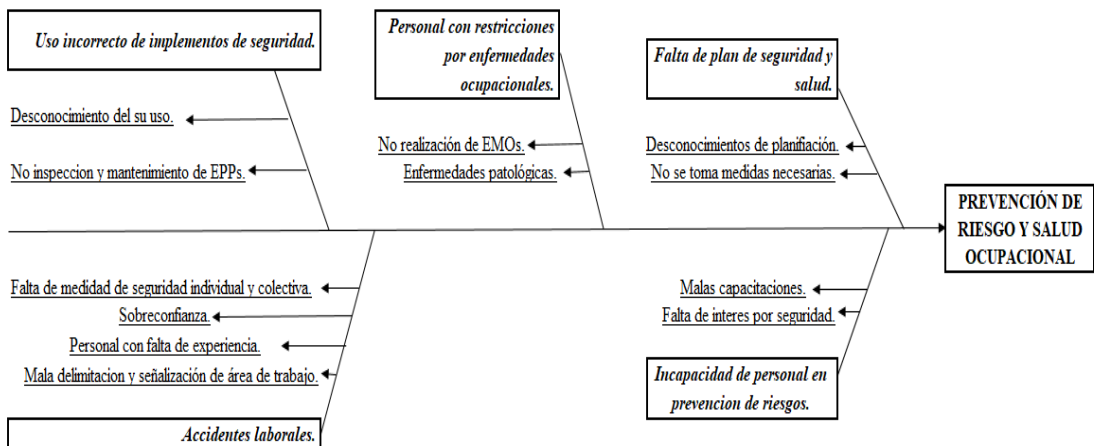 Uso incorrecto de implementos de seguridad.
Desconocimiento del su uso.
No inspeccion y mantenimiento de EPPs.
Personal con restricciones
por enfermedades
ocupacionales.
No realización de EMOs.
Enfermedades patológicas.
Falta de plan de seguridad y
salud.
Desconocimientos de planifiación.
No se toma medidas necesarias.
PREVENCIÓN DE
RIESGO Y SALUD
OCUPACIONAL
Falta de medidad de seguridad individual y colectiva.
Sobreconfianza.
Personal con falta de experiencia.
Mala delimitacion y señalización de área de trabajo.
Accidentes laborales.
Malas capacitaciones.
Falta de interes por seguridad.
Incapacidad de personal en
prevencion de riesgos.